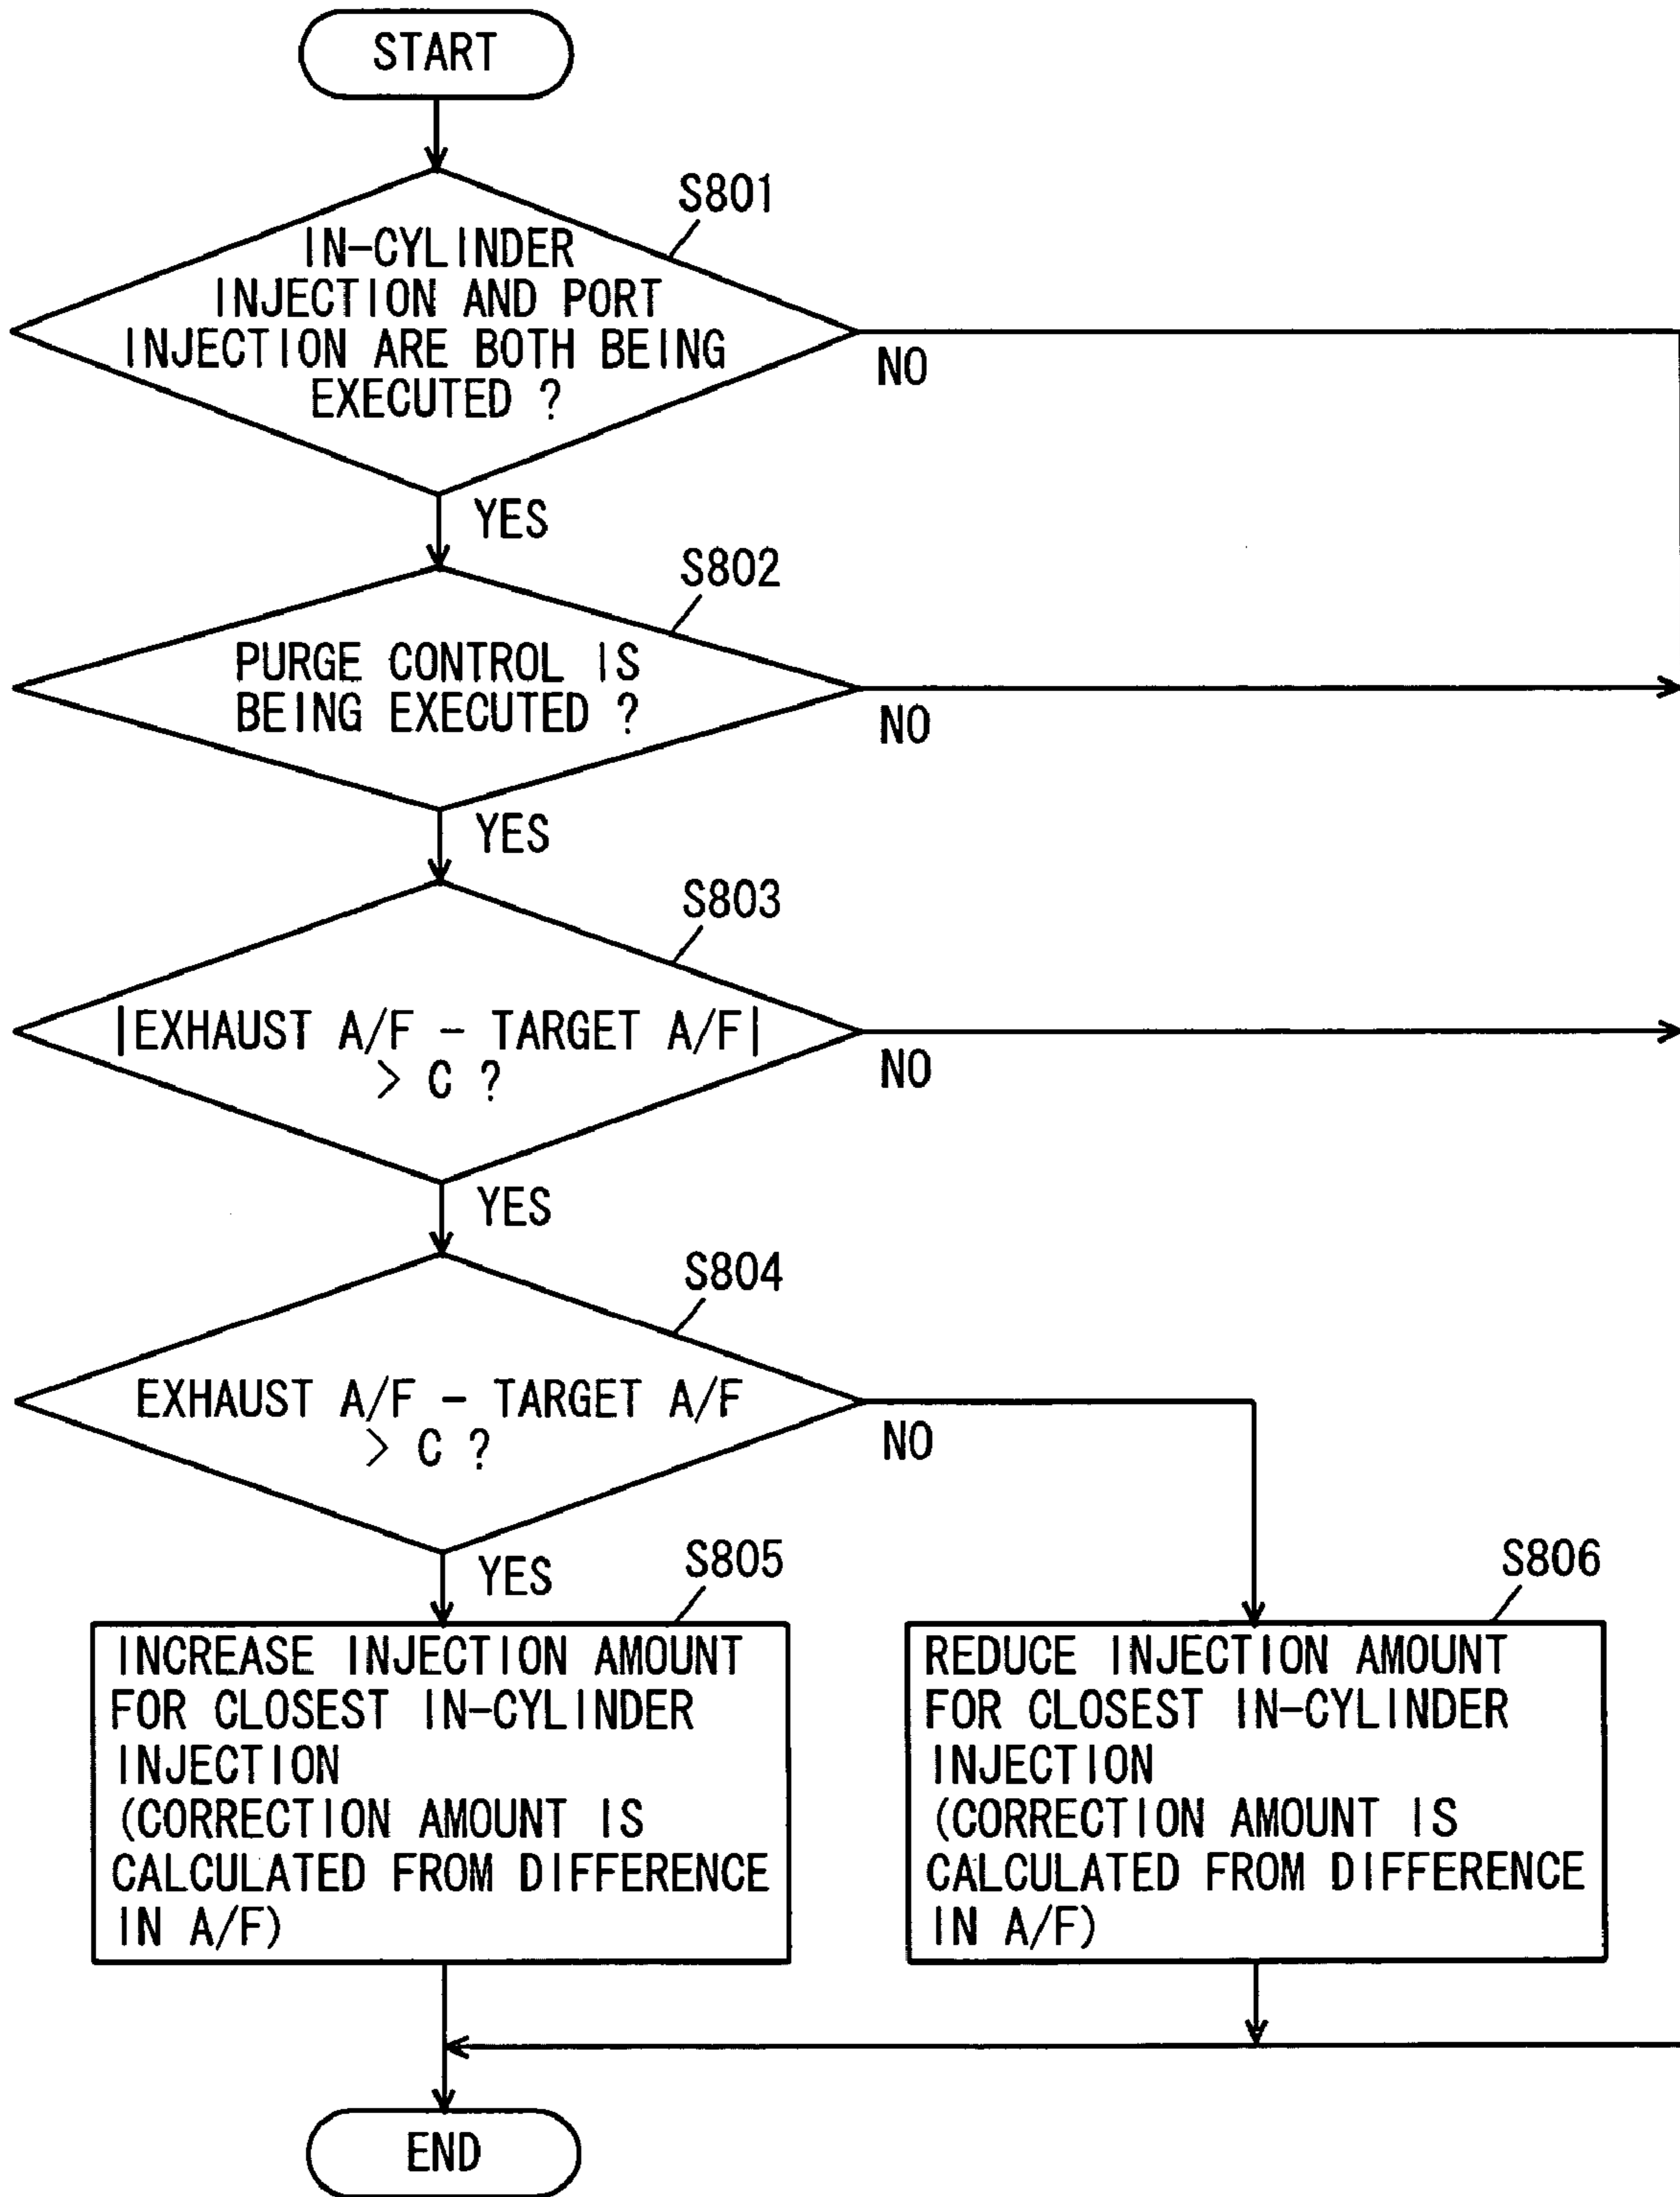 START
S801
IN-CYLINDER
INJECTION AND PORT
INJECTION ARE BOTH BEING
EXECUTED ?
NO
YES
S802
PURGE CONTROL IS
BEING EXECUTED ?
NO
YES
S803
|EXHAUST A/F - TARGET A/F|
> C ?
NO
YES
S804
EXHAUST A/F - TARGET A/F
> C ?
NO
YES
S805
INCREASE INJECTION AMOUNT
FOR CLOSEST IN-CYLINDER
INJECTION
(CORRECTION AMOUNT IS
CALCULATED FROM DIFFERENCE
IN A/F)
S806
REDUCE INJECTION AMOUNT
FOR CLOSEST IN-CYLINDER
INJECTION
(CORRECTION AMOUNT IS
CALCULATED FROM DIFFERENCE
IN A/F)
END